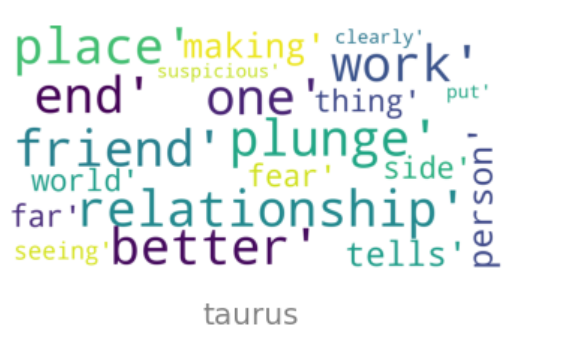 place' making' clearly'
suspicious' work'
end' one' thing' put'
friend' plunge' person'
world' fear' side'
far' relationship'
seeing' better' tells'
taurus